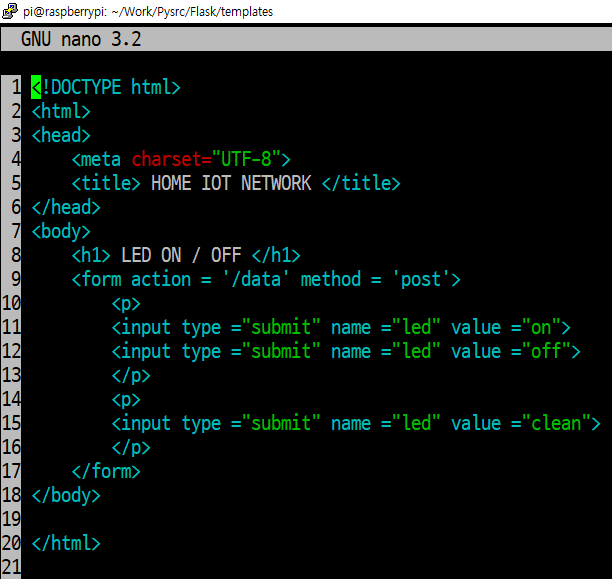 pi@raspberrypi: ~/Work/Pysrc/Flask/templates
GNU nano 3.2
1 <!DOCTYPE html>
2 <html>
3 <head>
4     <meta charset="UTF-8">
5     <title> HOME IOT NETWORK </title>
6 </head>
7 <body>
8     <h1> LED ON / OFF </h1>
9     <form action = '/data' method = 'post'>
10         <p>
11         <input type ="submit" name ="led" value ="on">
12         <input type ="submit" name ="led" value ="off">
13         </p>
14         <p>
15         <input type ="submit" name ="led" value ="clean">
16         </p>
17     </form>
18 </body>
19
20 </html>
21